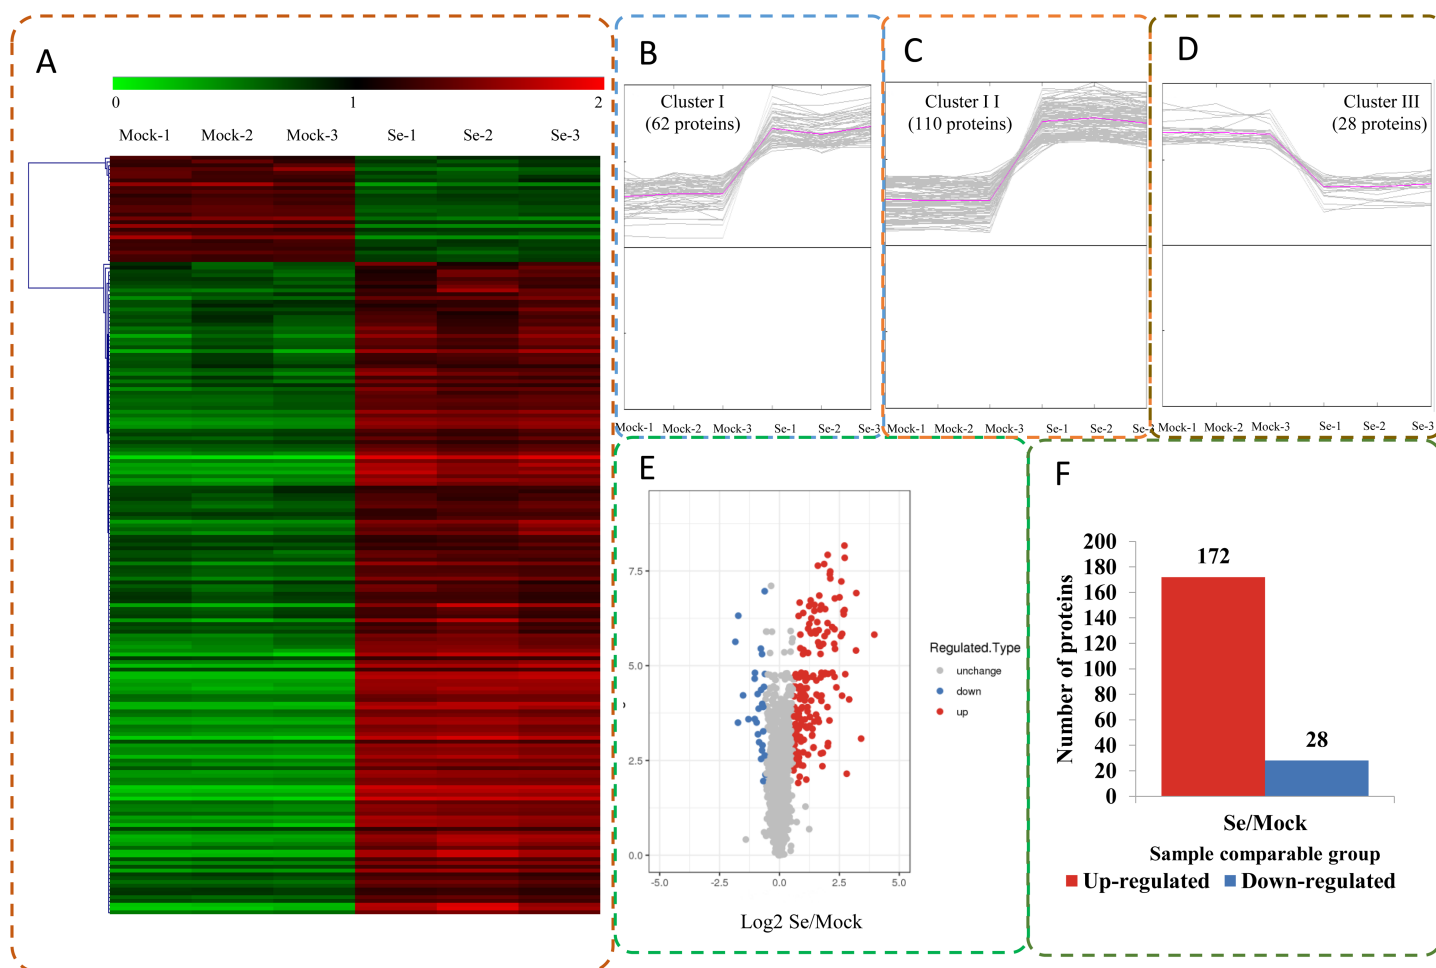 A
0 1 2
Mock-1 Mock-2 Mock-3 Se-1 Se-2 Se-3
B
Cluster I
(62 proteins)
Mock-1 Mock-2 Mock-3 Se-1 Se-2 Se-3
C
Cluster I I
(110 proteins)
Mock-1 Mock-2 Mock-3 Se-1 Se-2 Se-
D
Cluster III
(28 proteins)
Mock-1 Mock-2 Mock-3 Se-1 Se-2 Se-3
E
7.5
5.0
2.5
0.0
-5.0 -2.5 0.0 2.5 5.0
Log2 Se/Mock
Regulated.Type
unchange
down
up
F
Number of proteins
200
180
160
140
120
100
80
60
40
20
0
172
28
Se/Mock
Sample comparable group
Up-regulated Down-regulated